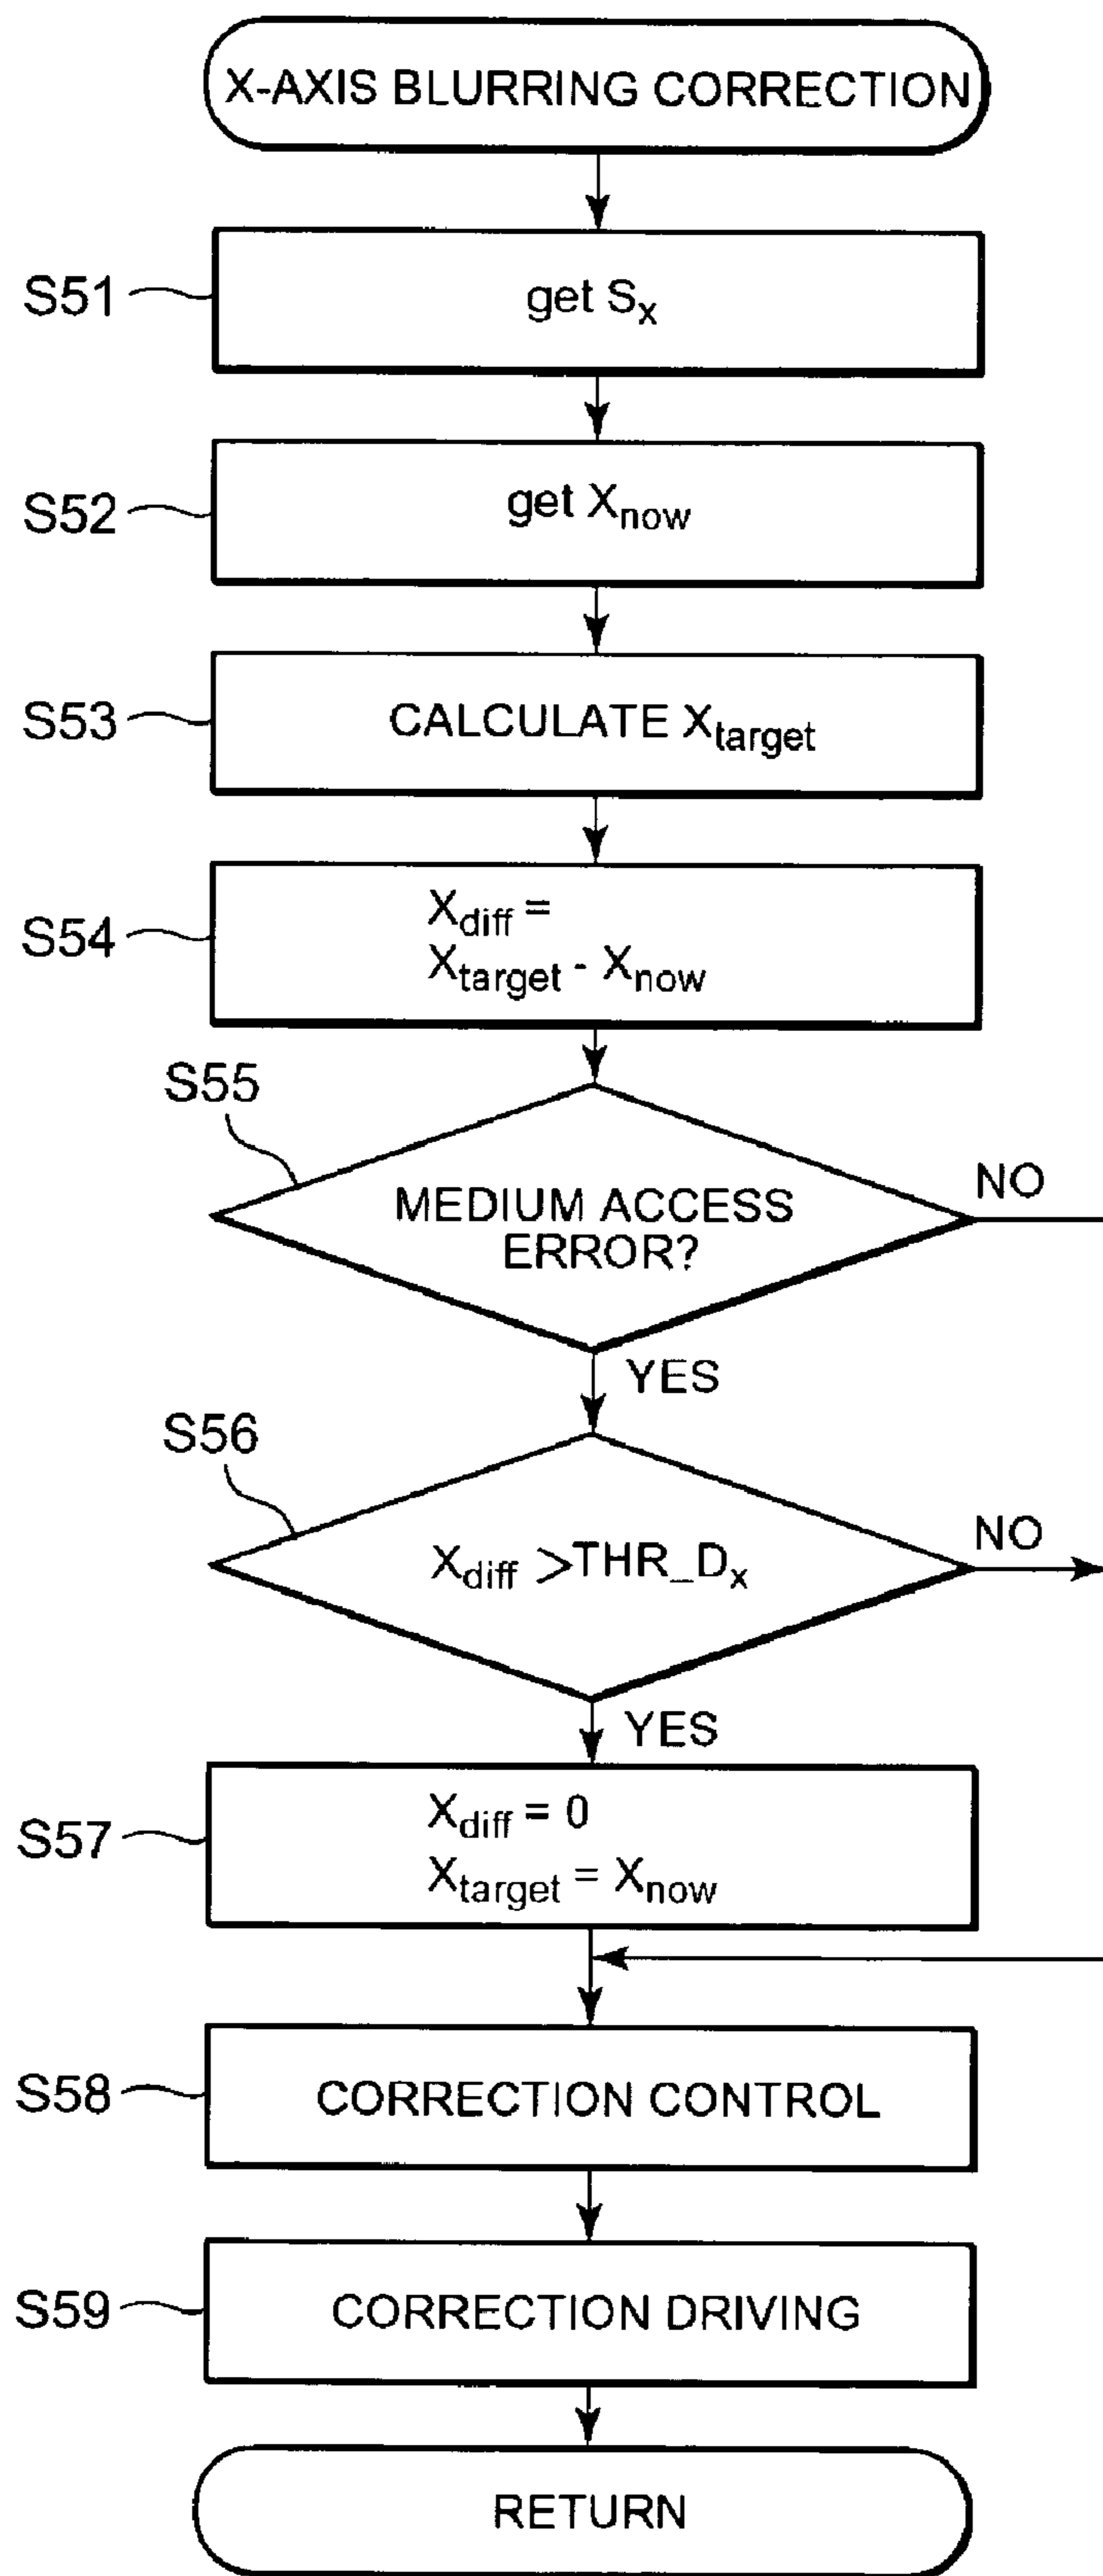 X-AXIS BLURRING CORRECTION
S51
get Sx
S52
get Xnow
S53
CALCULATE Xtarget
S54
Xdiff =
Xtarget - Xnow
S55
MEDIUM ACCESS
ERROR?
NO
YES
S56
Xdiff >THR_Dx
NO
YES
S57
Xdiff = 0
Xtarget = Xnow
S58
CORRECTION CONTROL
S59
CORRECTION DRIVING
RETURN